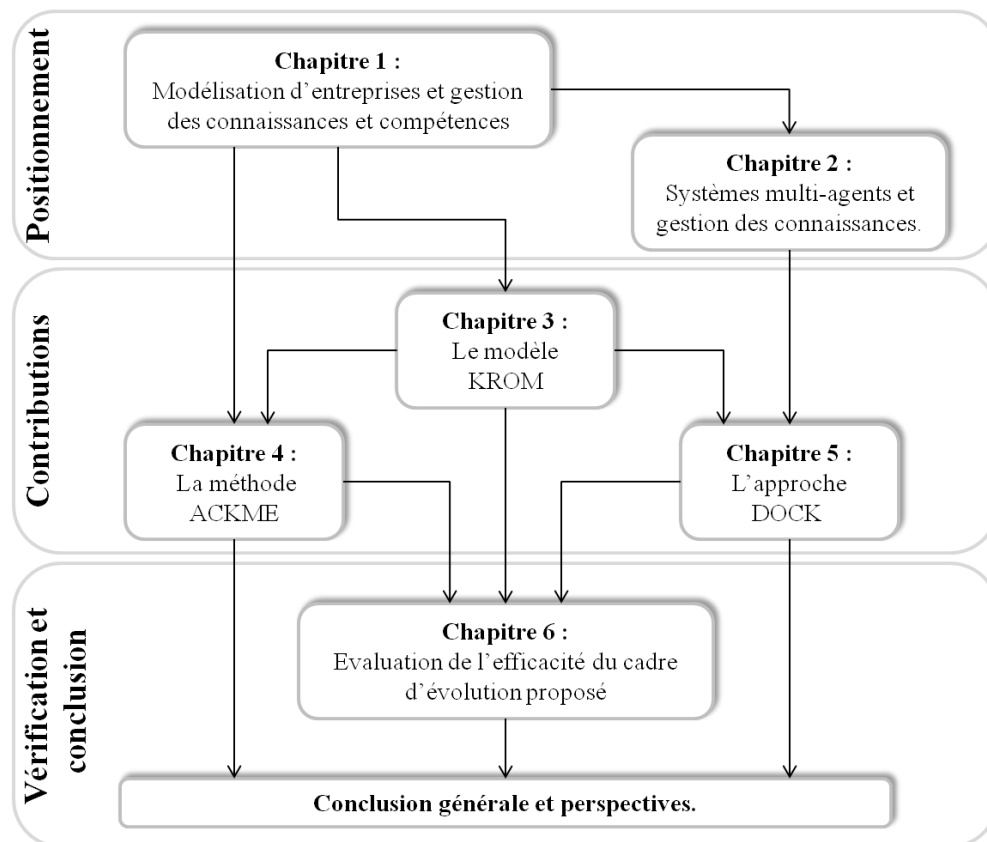 Positionnement
Chapitre 1 :
Modélisation d’entreprises et gestion
des connaissances et compétences
Chapitre 2 :
Systèmes multi-agents et
gestion des connaissances.
Contributions
Chapitre 3 :
Le modèle
KROM
Chapitre 4 :
La méthode
ACKME
Chapitre 5 :
L’approche
DOCK
Vérification et
conclusion
Chapitre 6 :
Evaluation de l’efficacité du cadre
d’évolution proposé
Conclusion générale et perspectives.